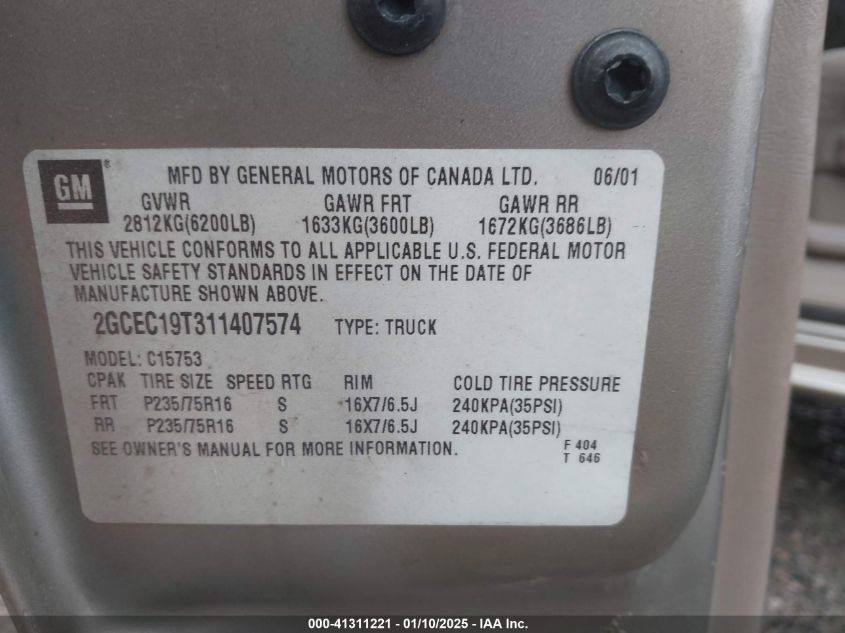 GM ® MFD BY GENERAL MOTORS OF CANADA LTD. 06/01
GVWR GAWR FRT GAWR RR
2812KG(6200LB) 1633KG(3600LB) 1672KG(3686LB)
THIS VEHICLE CONFORMS TO ALL APPLICABLE U.S. FEDERAL MOTOR
VEHICLE SAFETY STANDARDS IN EFFECT ON THE DATE OF
MANUFACTURE SHOWN ABOVE.
2GCEC19T311407574 TYPE: TRUCK
MODEL: C15753
CPAK TIRE SIZE SPEED RTG RIM COLD TIRE PRESSURE
FRT P235/75R16 S 16X7/6.5J 240KPA(35PSI)
RR P235/75R16 S 16X7/6.5J 240KPA(35PSI)
SEE OWNER'S MANUAL FOR MORE INFORMATION. F 404
T 646
000-41311221 - 01/10/2025 - IAA Inc.